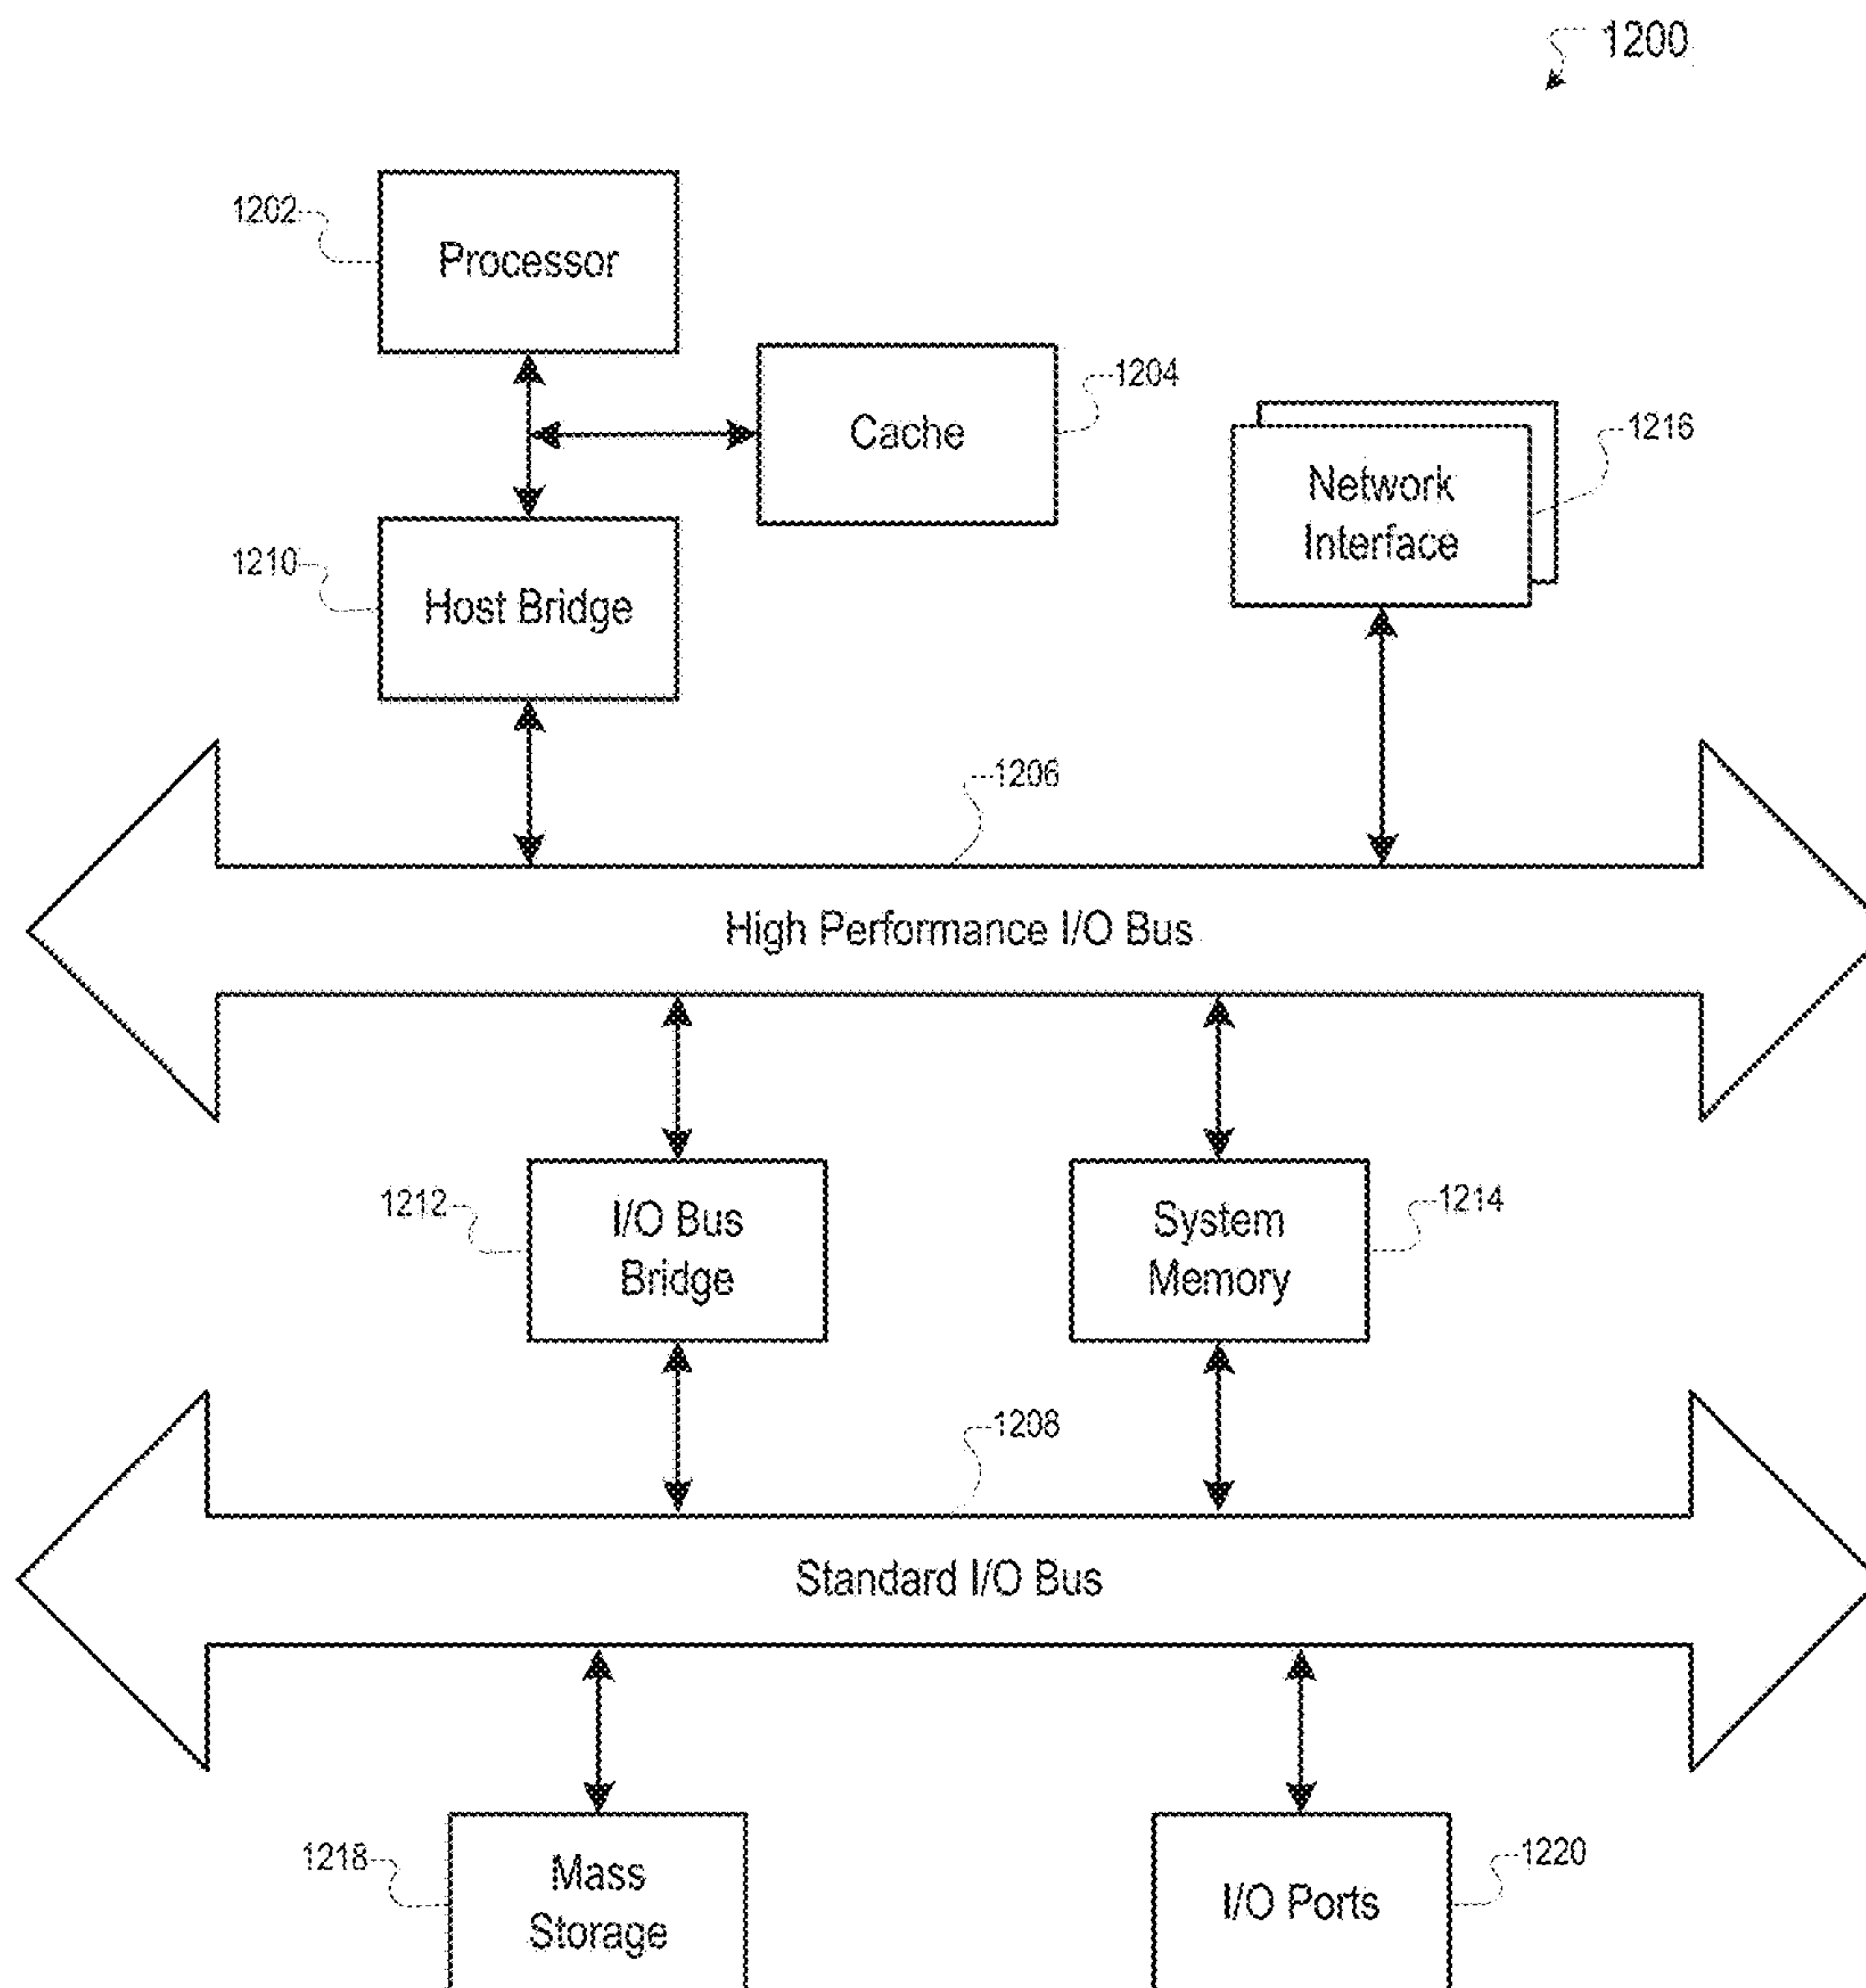 1200
1202
Processor
1204
Cache
1216
Network
Interface
1210
Host Bridge
1206
High Performance I/O Bus
1212
I/O Bus
Bridge
System
Memory
1214
1208
Standard I/O Bus
1218
Mass
Storage
I/O Ports
1220